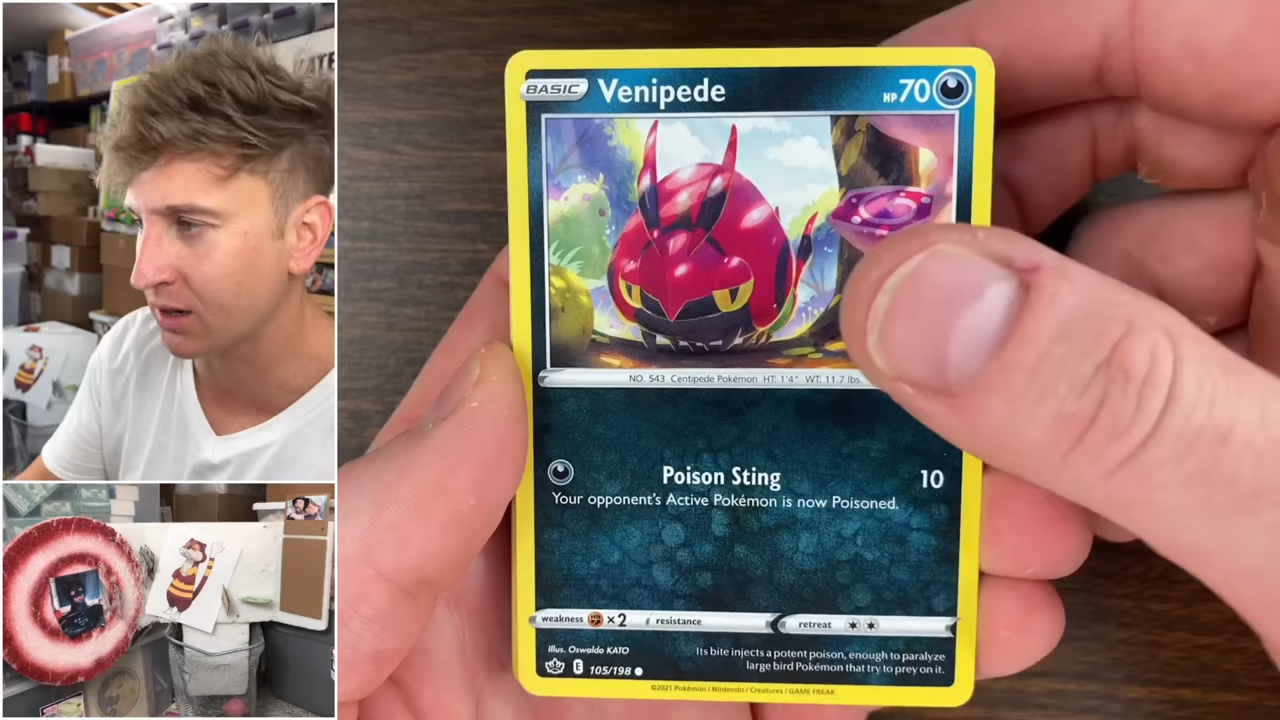 BASIC Venipede HP 70
NO. 543 Centipede Pokémon HT: 1'4" WT: 11.7 lbs.
Poison Sting 10
Your opponent's Active Pokémon is now Poisoned.
weakness ×2 resistance retreat
Illus. Oswaldo KATO
Its bite injects a potent poison, enough to paralyze
large bird Pokémon that try to prey on it.
E 105/198
©2021 Pokémon / Nintendo / Creatures / GAME FREAK